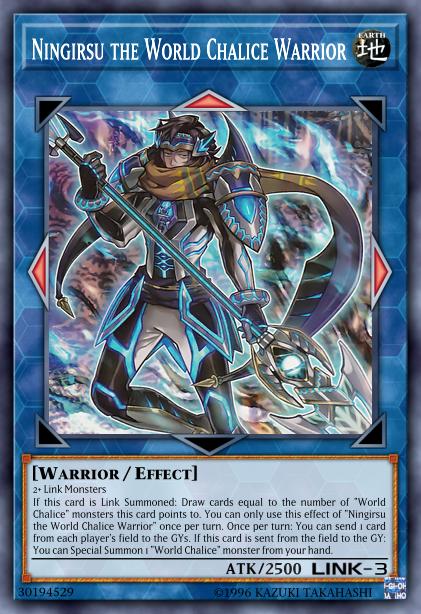 NINGIRSU THE WORLD CHALICE WARRIOR
EARTH
地
[WARRIOR / EFFECT]
2+ Link Monsters
If this card is Link Summoned: Draw cards equal to the number of "World
Chalice" monsters this card points to. You can only use this effect of "Ningirsu
the World Chalice Warrior" once per turn. Once per turn: You can send 1 card
from each player's field to the GYs. If this card is sent from the field to the GY:
You can Special Summon 1 "World Chalice" monster from your hand.
ATK/2500 LINK-3
30194529 ©1996 KAZUKI TAKAHASHI